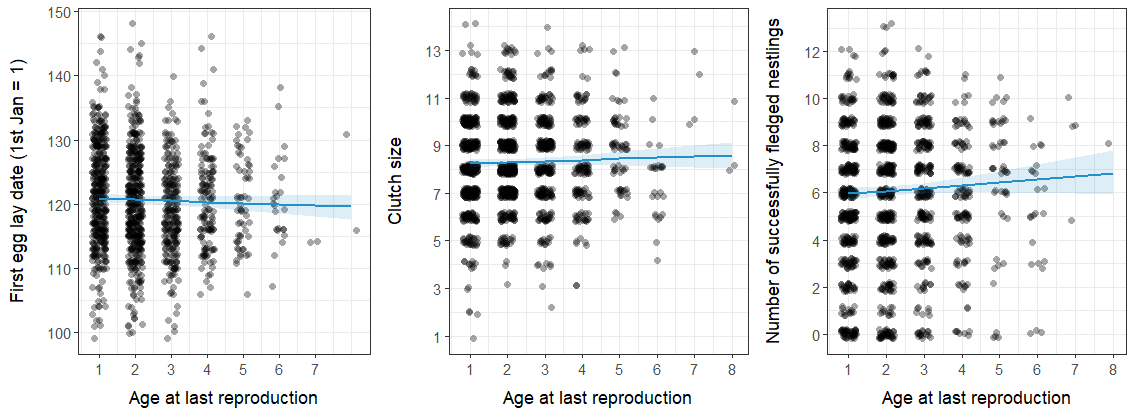 First egg lay date (1st Jan = 1)
150
140
130
120
110
100
1 2 3 4 5 6 7
Age at last reproduction
Clutch size
13
11
9
7
5
3
1
1 2 3 4 5 6 7 8
Age at last reproduction
Number of successfully fledged nestlings
12
10
8
6
4
2
0
1 2 3 4 5 6 7 8
Age at last reproduction